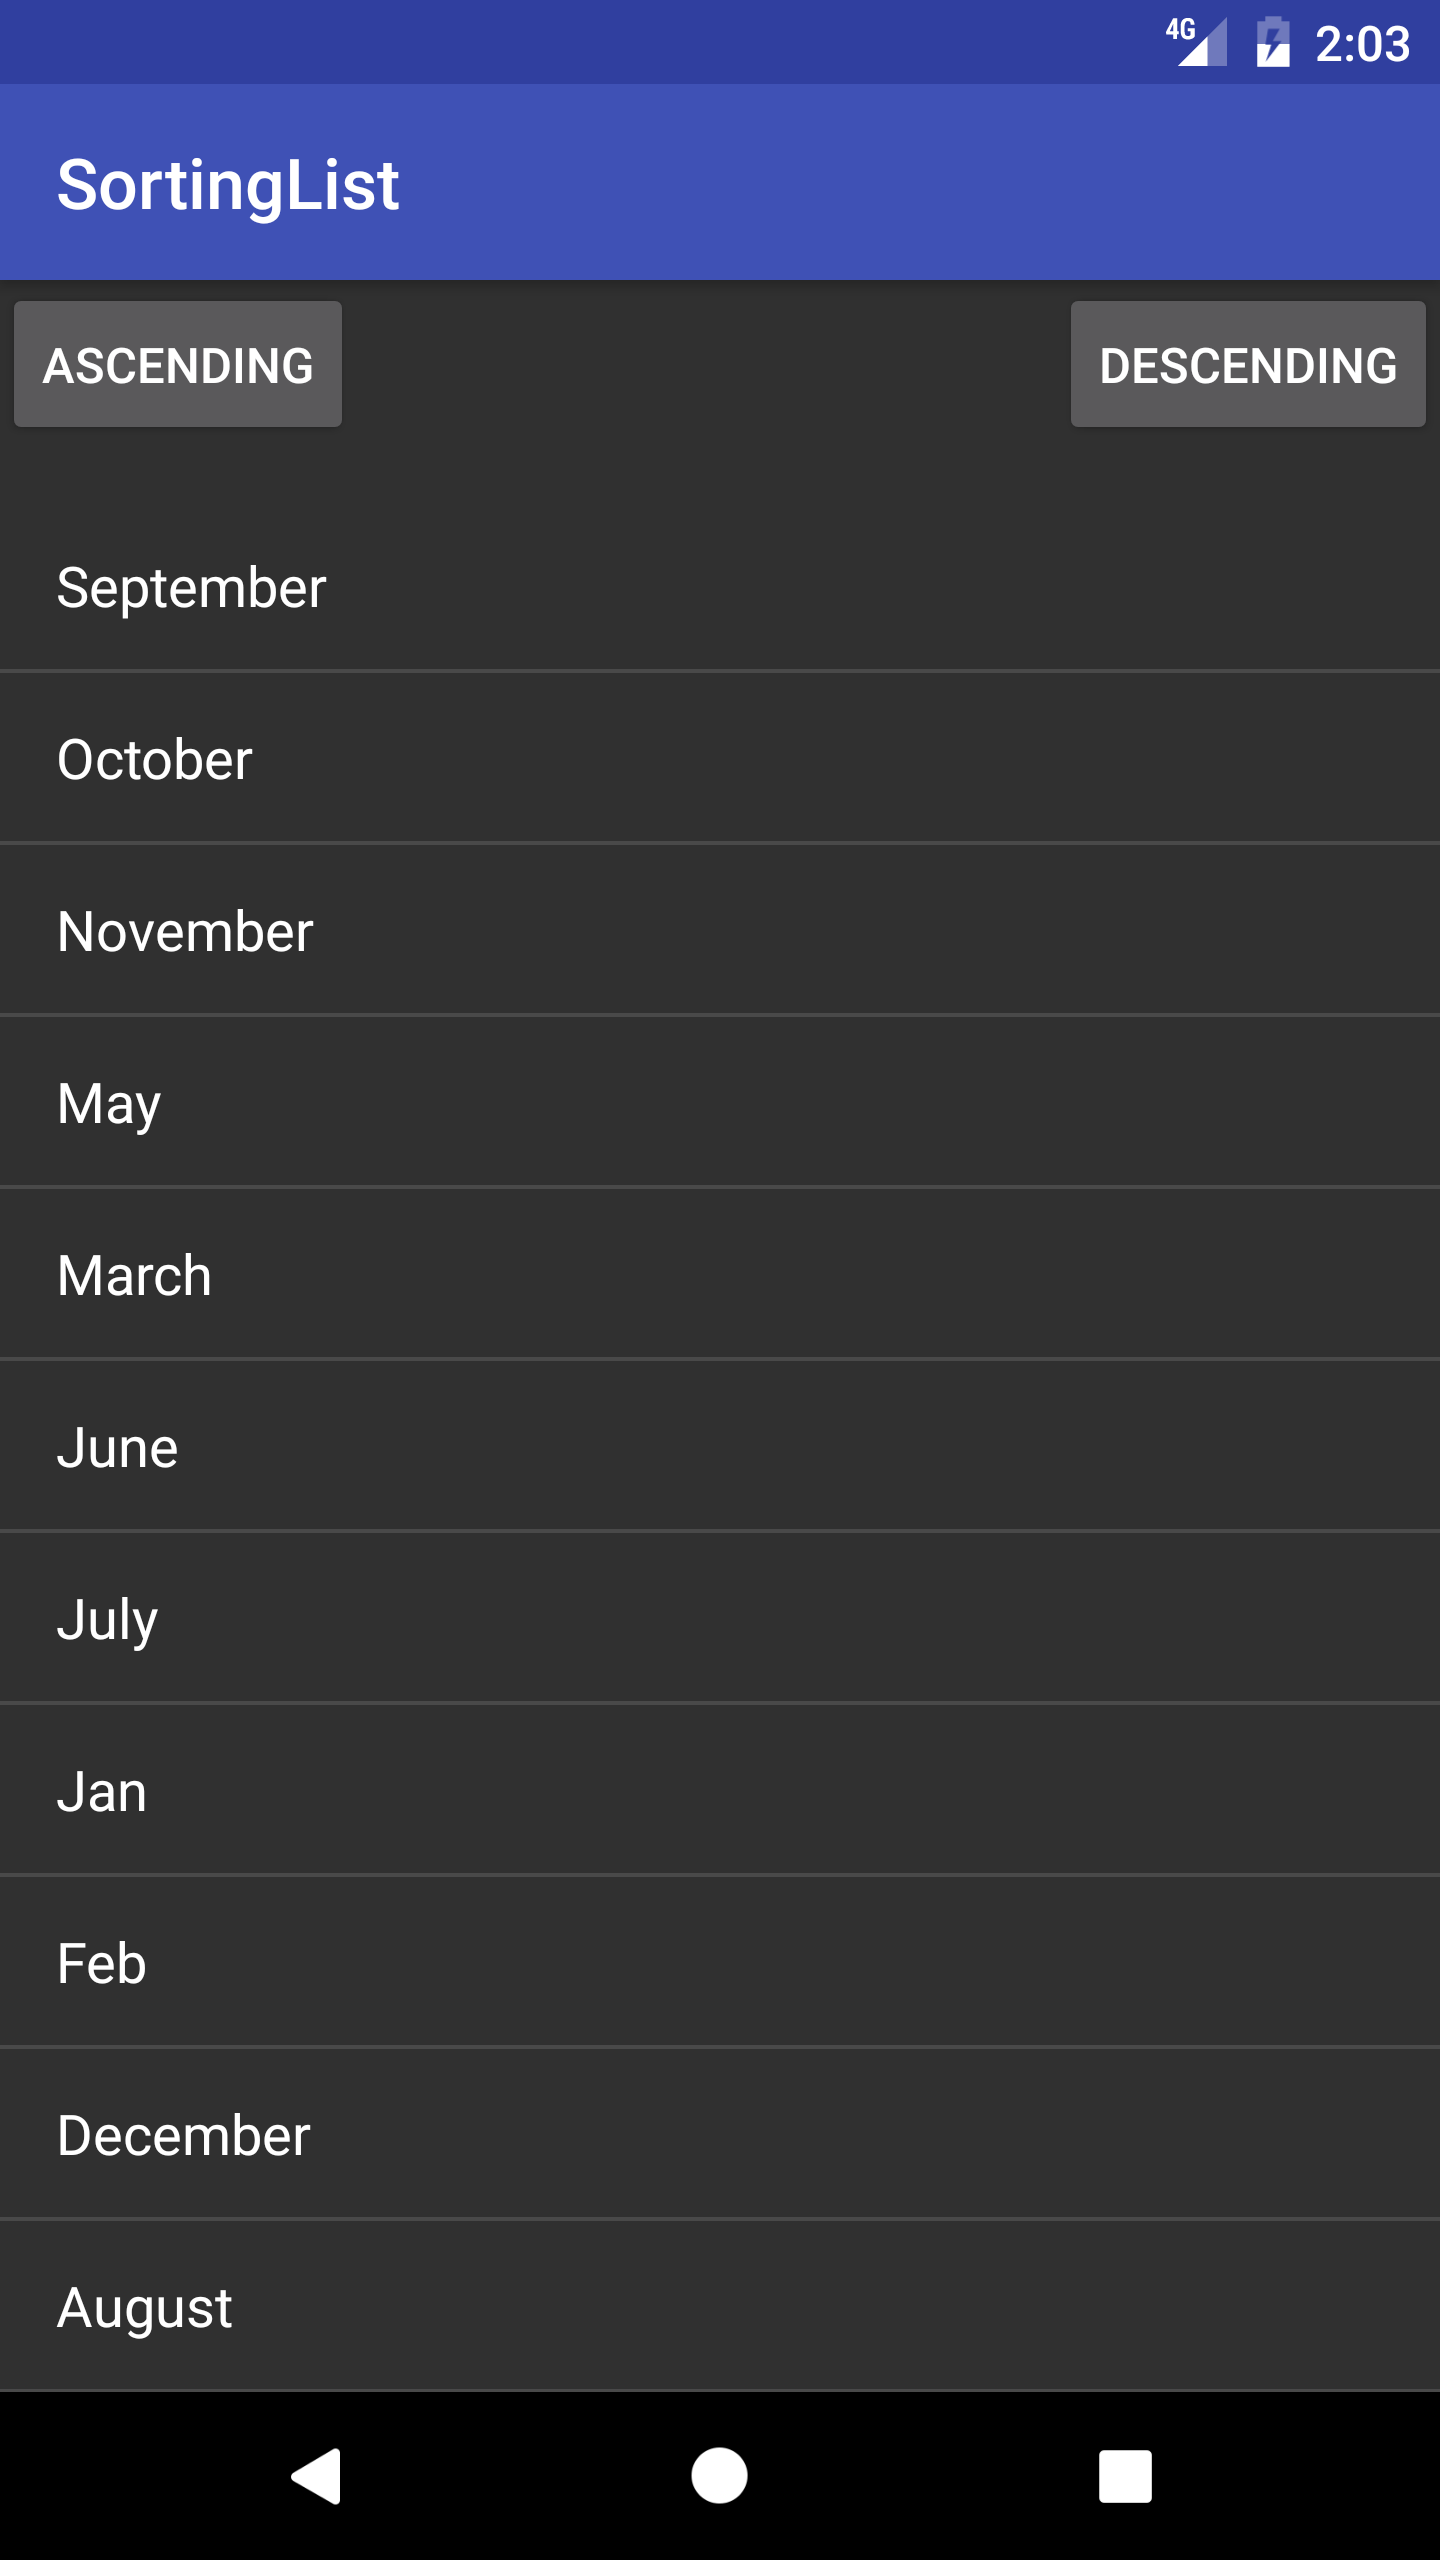 4G 2:03
SortingList
ASCENDING DESCENDING
September
October
November
May
March
June
July
Jan
Feb
December
August